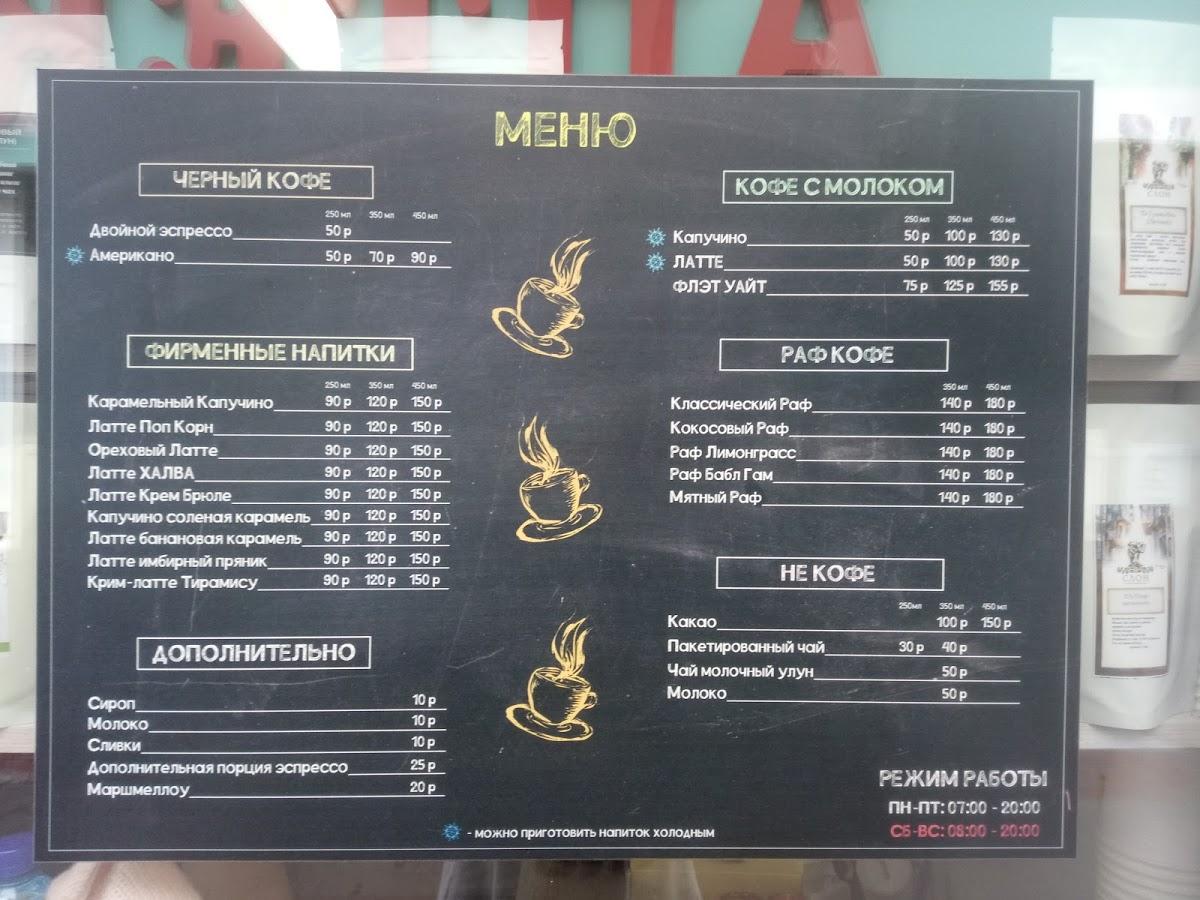 МЕНЮ
ЧЕРНЫЙ КОФЕ
250 мл 350 мл 450 мл
Двойной эспрессо 50 р
Американо 50 р 70 р 90 р
ФИРМЕННЫЕ НАПИТКИ
250 мл 350 мл 450 мл
Карамельный Капучино 90 р 120 р 150 р
Латте Поп Корн 90 р 120 р 150 р
Ореховый Латте 90 р 120 р 150 р
Латте ХАЛВА 90 р 120 р 150 р
Латте Крем Брюле 90 р 120 р 150 р
Капучино соленая карамель 90 р 120 р 150 р
Латте банановая карамель 90 р 120 р 150 р
Латте имбирный пряник 90 р 120 р 150 р
Крим-латте Тирамису 90 р 120 р 150 р
ДОПОЛНИТЕЛЬНО
Сироп 10 р
Молоко 10 р
Сливки 10 р
Дополнительная порция эспрессо 25 р
Маршмеллоу 20 р
КОФЕ С МОЛОКОМ
250 мл 350 мл 450 мл
Капучино 50 р 100 р 130 р
ЛАТТЕ 50 р 100 р 130 р
ФЛЭТ УАЙТ 75 р 125 р 155 р
РАФ КОФЕ
350 мл 450 мл
Классический Раф 140 р 180 р
Кокосовый Раф 140 р 180 р
Раф Лимонграсс 140 р 180 р
Раф Бабл Гам 140 р 180 р
Мятный Раф 140 р 180 р
НЕ КОФЕ
250мл 350 мл 450 мл
Какао 100 р 150 р
Пакетированный чай 30 р 40 р
Чай молочный улун 50 р
Молоко 50 р
- можно приготовить напиток холодным
РЕЖИМ РАБОТЫ
ПН-ПТ: 07:00 - 20:00
СБ-ВС: 08:00 - 20:00
СЛОН
СЛОН